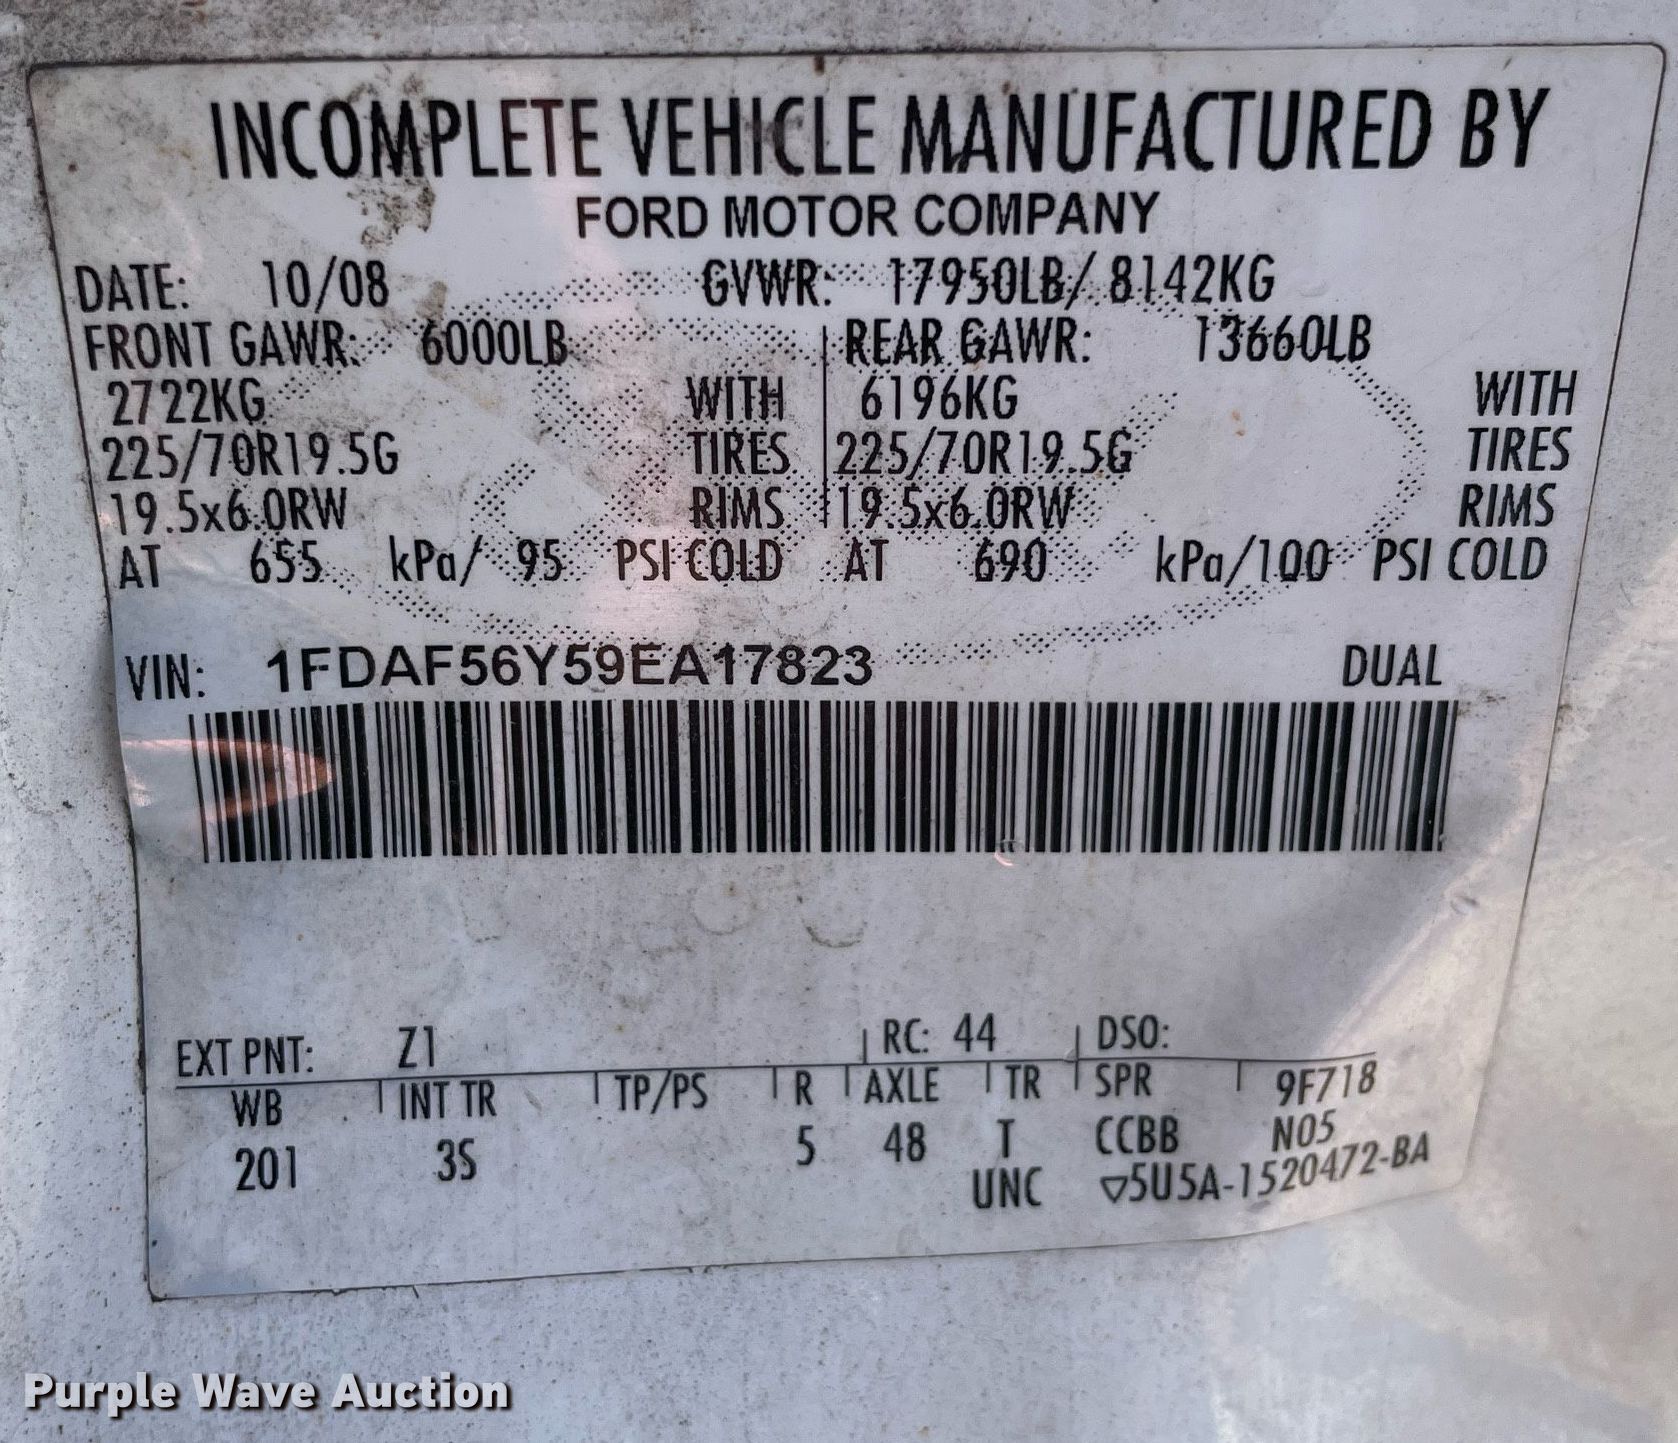 INCOMPLETE VEHICLE MANUFACTURED BY
FORD MOTOR COMPANY
DATE: 10/08 GVWR: 17950LB/ 8142KG
FRONT GAWR: 6000LB REAR GAWR: 13660LB
2722KG WITH 6196KG WITH
225/70R19.5G TIRES 225/70R19.5G TIRES
19.5x6.0RW RIMS 19.5x6.0RW RIMS
AT 655 kPa/ 95 PSI COLD AT 690 kPa/100 PSI COLD
VIN: 1FDAF56Y59EA17823 DUAL
EXT PNT: Z1 RC: 44 DSO:
WB INT TR TP/PS R AXLE TR SPR 9F718
201 3S 5 48 T CCBB N05
UNC ▽5U5A-1520472-BA
Purple Wave Auction